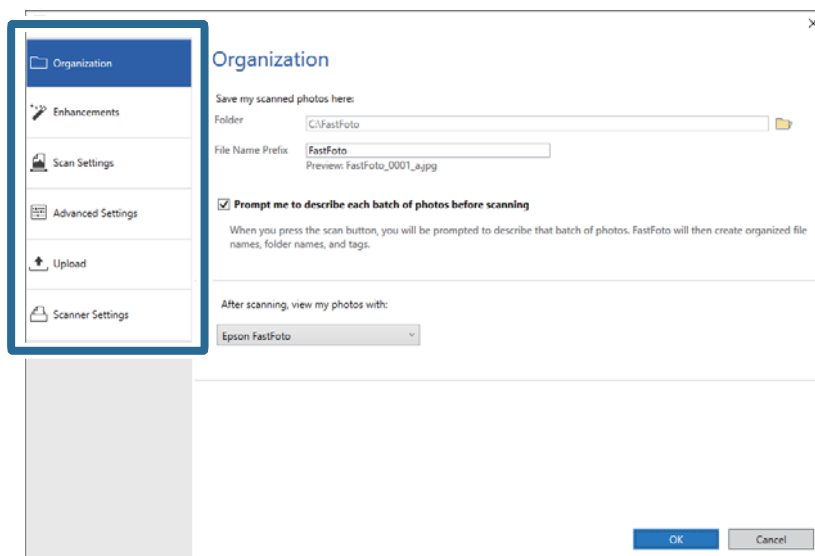 Organization
Enhancements
Scan Settings
Advanced Settings
Upload
Scanner Settings
Organization
Save my scanned photos here:
Folder
C:\FastFoto
File Name Prefix
FastFoto
Preview: FastFoto_0001_a.jpg
Prompt me to describe each batch of photos before scanning
When you press the scan button, you will be prompted to describe that batch of photos. FastFoto will then create organized file
names, folder names, and tags.
After scanning, view my photos with:
Epson FastFoto
OK
Cancel